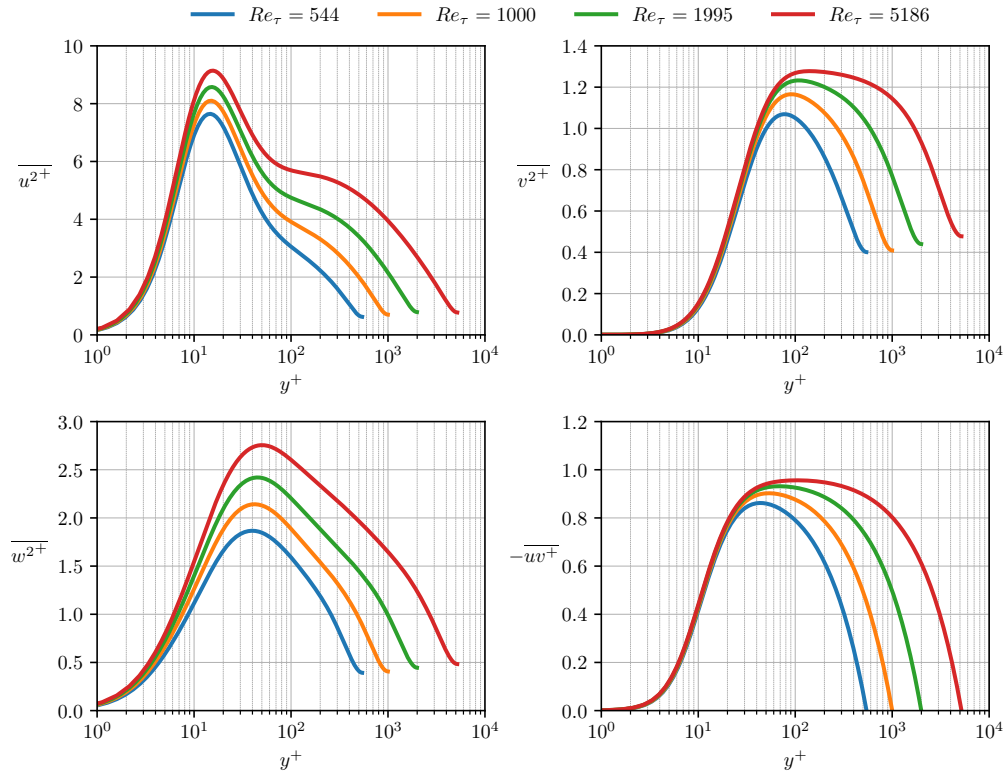 Re_τ = 544 Re_τ = 1000 Re_τ = 1995 Re_τ = 5186
10
8
6
4
2
0
\overline{u^{2+}}
10^0 10^1 10^2 10^3 10^4
y^+
1.4
1.2
1.0
0.8
0.6
0.4
0.2
0.0
\overline{v^{2+}}
10^0 10^1 10^2 10^3 10^4
y^+
3.0
2.5
2.0
1.5
1.0
0.5
0.0
\overline{w^{2+}}
10^0 10^1 10^2 10^3 10^4
y^+
1.2
1.0
0.8
0.6
0.4
0.2
0.0
-\overline{uv^+}
10^0 10^1 10^2 10^3 10^4
y^+